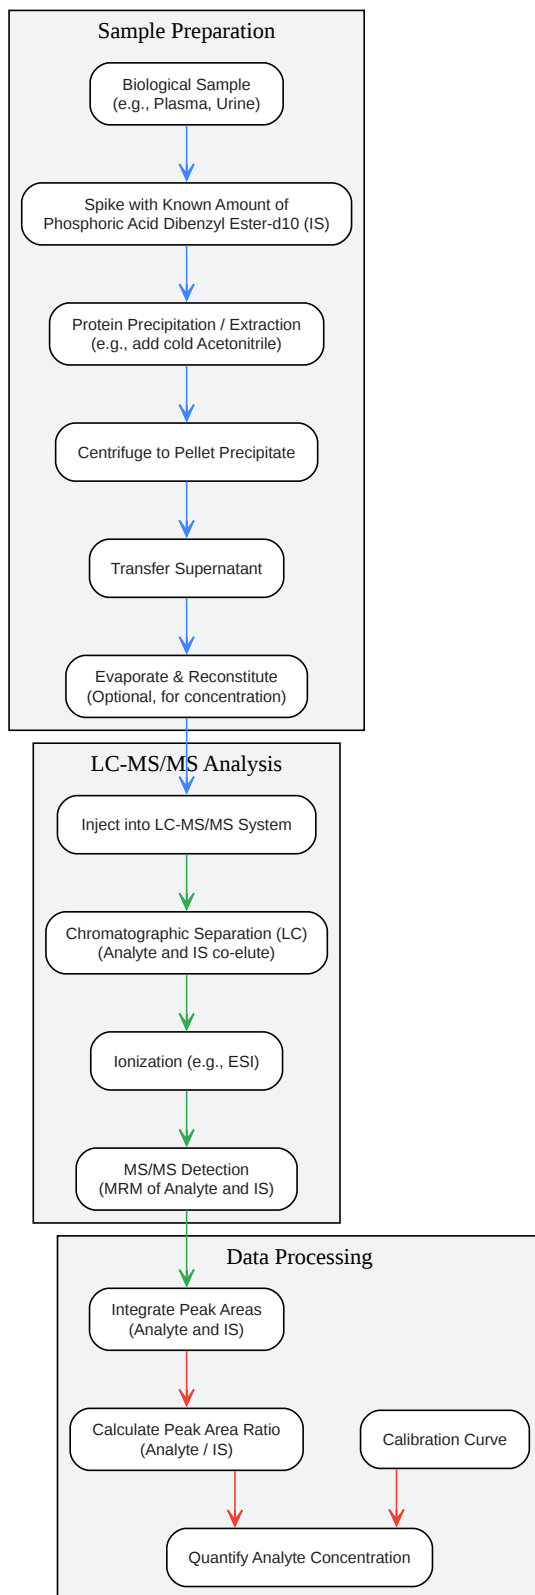 Sample Preparation
Biological Sample
(e.g., Plasma, Urine)
Spike with Known Amount of
Phosphoric Acid Dibenzyl Ester-d10 (IS)
Protein Precipitation / Extraction
(e.g., add cold Acetonitrile)
Centrifuge to Pellet Precipitate
Transfer Supernatant
Evaporate & Reconstitute
(Optional, for concentration)
LC-MS/MS Analysis
Inject into LC-MS/MS System
Chromatographic Separation (LC)
(Analyte and IS co-elute)
Ionization (e.g., ESI)
MS/MS Detection
(MRM of Analyte and IS)
Data Processing
Integrate Peak Areas
(Analyte and IS)
Calculate Peak Area Ratio
(Analyte / IS)
Calibration Curve
Quantify Analyte Concentration